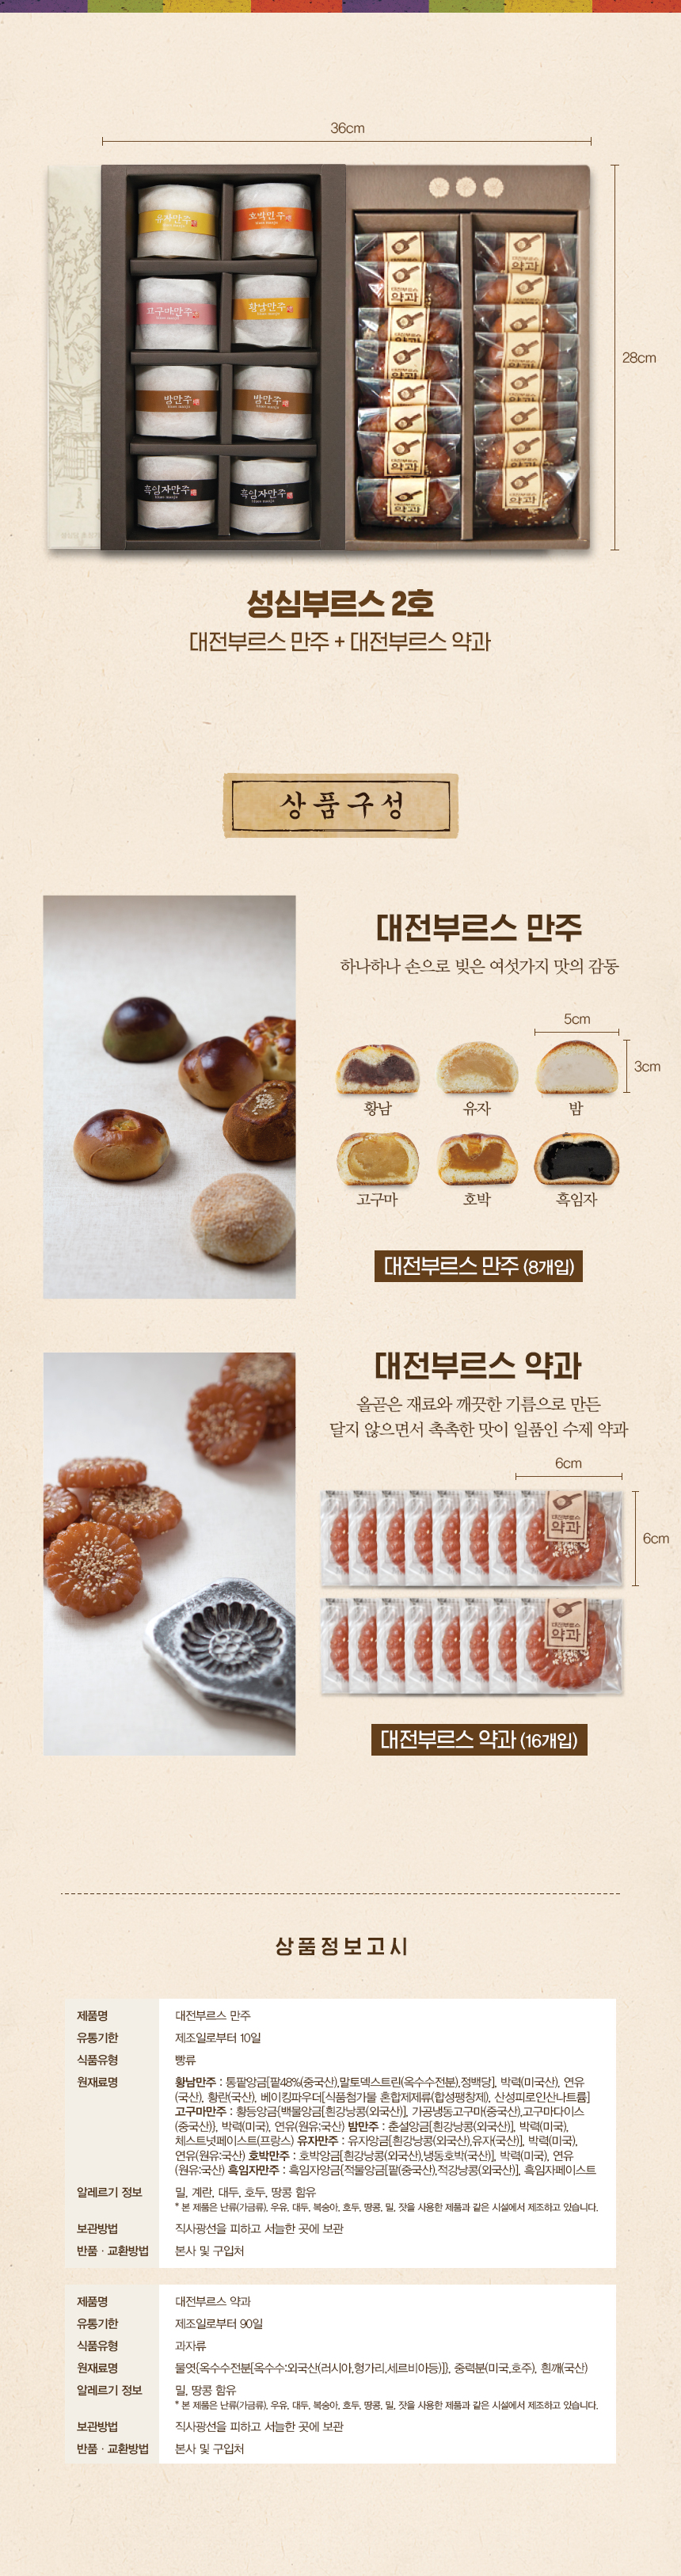 36cm
유자만주
호박만주
고구마만주
황남만주
밤만주
밤만주
흑임자만주
흑임자만주
약과
약과
약과
약과
약과
28cm
성심부르스 2호
대전부르스 만주 + 대전부르스 약과
상품구성
대전부르스 만주
하나하나 손으로 빚은 여섯가지 맛의 감동
5cm
3cm
황남 유자 밤
고구마 호박 흑임자
대전부르스 만주 (8개입)
대전부르스 약과
올곧은 재료와 깨끗한 기름으로 만든
달지 않으면서 촉촉한 맛이 일품인 수제 약과
6cm
대전부르스
약과
6cm
대전부르스
약과
대전부르스 약과 (16개입)
상품정보고시
제품명 대전부르스 만주
유통기한 제조일로부터 10일
식품유형 빵류
원재료명 황남만주 : 통팥앙금[팥48%(중국산),말토덱스트린(옥수수전분),정백당], 박력(미국산), 연유
(국산), 황란(국산), 베이킹파우더[식품첨가물 혼합제제류(합성팽창제), 산성피로인산나트륨]
고구마만주 : 황등앙금{백물앙금[흰강낭콩(외국산)], 가공냉동고구마(중국산),고구마다이스
(중국산)}, 박력(미국), 연유(원유:국산) 밤만주 : 춘설앙금[흰강낭콩(외국산)], 박력(미국),
체스트넛페이스트(프랑스) 유자만주 : 유자앙금[흰강낭콩(외국산),유자(국산)], 박력(미국),
연유(원유:국산) 호박만주 : 호박앙금[흰강낭콩(외국산),냉동호박(국산)], 박력(미국), 연유
(원유:국산) 흑임자만주 : 흑임자앙금{적물앙금[팥(중국산),적강낭콩(외국산)], 흑임자페이스트
알레르기 정보 밀, 계란, 대두, 호두, 땅콩 함유
* 본 제품은 난류(가금류), 우유, 대두, 복숭아, 호두, 땅콩, 밀, 잣을 사용한 제품과 같은 시설에서 제조하고 있습니다.
보관방법 직사광선을 피하고 서늘한 곳에 보관
반품 · 교환방법 본사 및 구입처
제품명 대전부르스 약과
유통기한 제조일로부터 90일
식품유형 과자류
원재료명 물엿{옥수수전분[옥수수:외국산(러시아,헝가리,세르비아등)]}, 중력분(미국,호주), 흰깨(국산)
알레르기 정보 밀, 땅콩 함유
* 본 제품은 난류(가금류), 우유, 대두, 복숭아, 호두, 땅콩, 밀, 잣을 사용한 제품과 같은 시설에서 제조하고 있습니다.
보관방법 직사광선을 피하고 서늘한 곳에 보관
반품 · 교환방법 본사 및 구입처